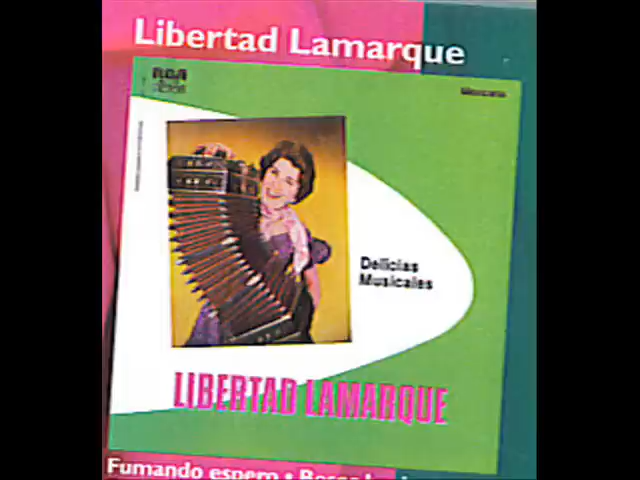 Libertad Lamarque
RCA
Delicias
Musicales
LIBERTAD LAMARQUE
Fumando espero •